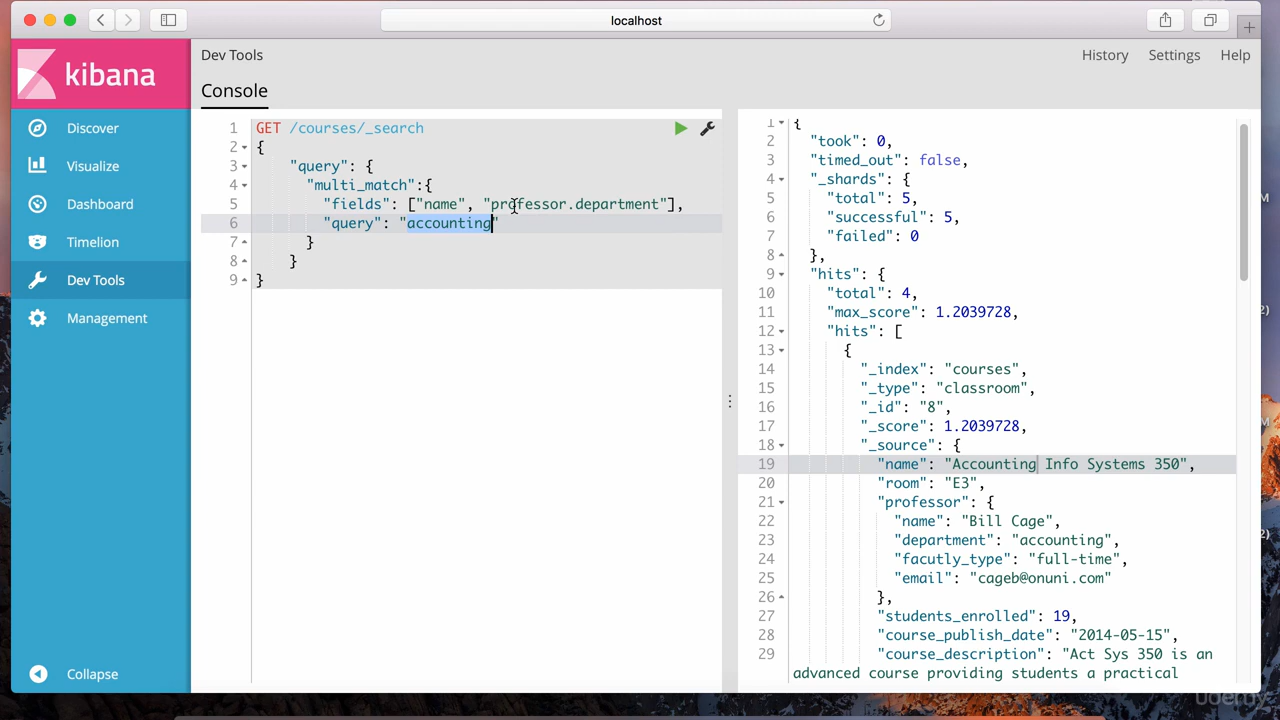 localhost
kibana
Discover
Visualize
Dashboard
Timelion
Dev Tools
Management
Collapse
Dev Tools
History
Settings
Help
Console
1 GET /courses/_search
2 {
3 "query": {
4 "multi_match":{
5 "fields": ["name", "professor.department"],
6 "query": "accounting"
7 }
8 }
9 }
1 {
2 "took": 0,
3 "timed_out": false,
4 "_shards": {
5 "total": 5,
6 "successful": 5,
7 "failed": 0
8 },
9 "hits": {
10 "total": 4,
11 "max_score": 1.2039728,
12 "hits": [
13 {
14 "_index": "courses",
15 "_type": "classroom",
16 "_id": "8",
17 "_score": 1.2039728,
18 "_source": {
19 "name": "Accounting Info Systems 350",
20 "room": "E3",
21 "professor": {
22 "name": "Bill Cage",
23 "department": "accounting",
24 "facutly_type": "full-time",
25 "email": "cageb@onuni.com"
26 },
27 "students_enrolled": 19,
28 "course_publish_date": "2014-05-15",
29 "course_description": "Act Sys 350 is an
advanced course providing students a practical
udemy